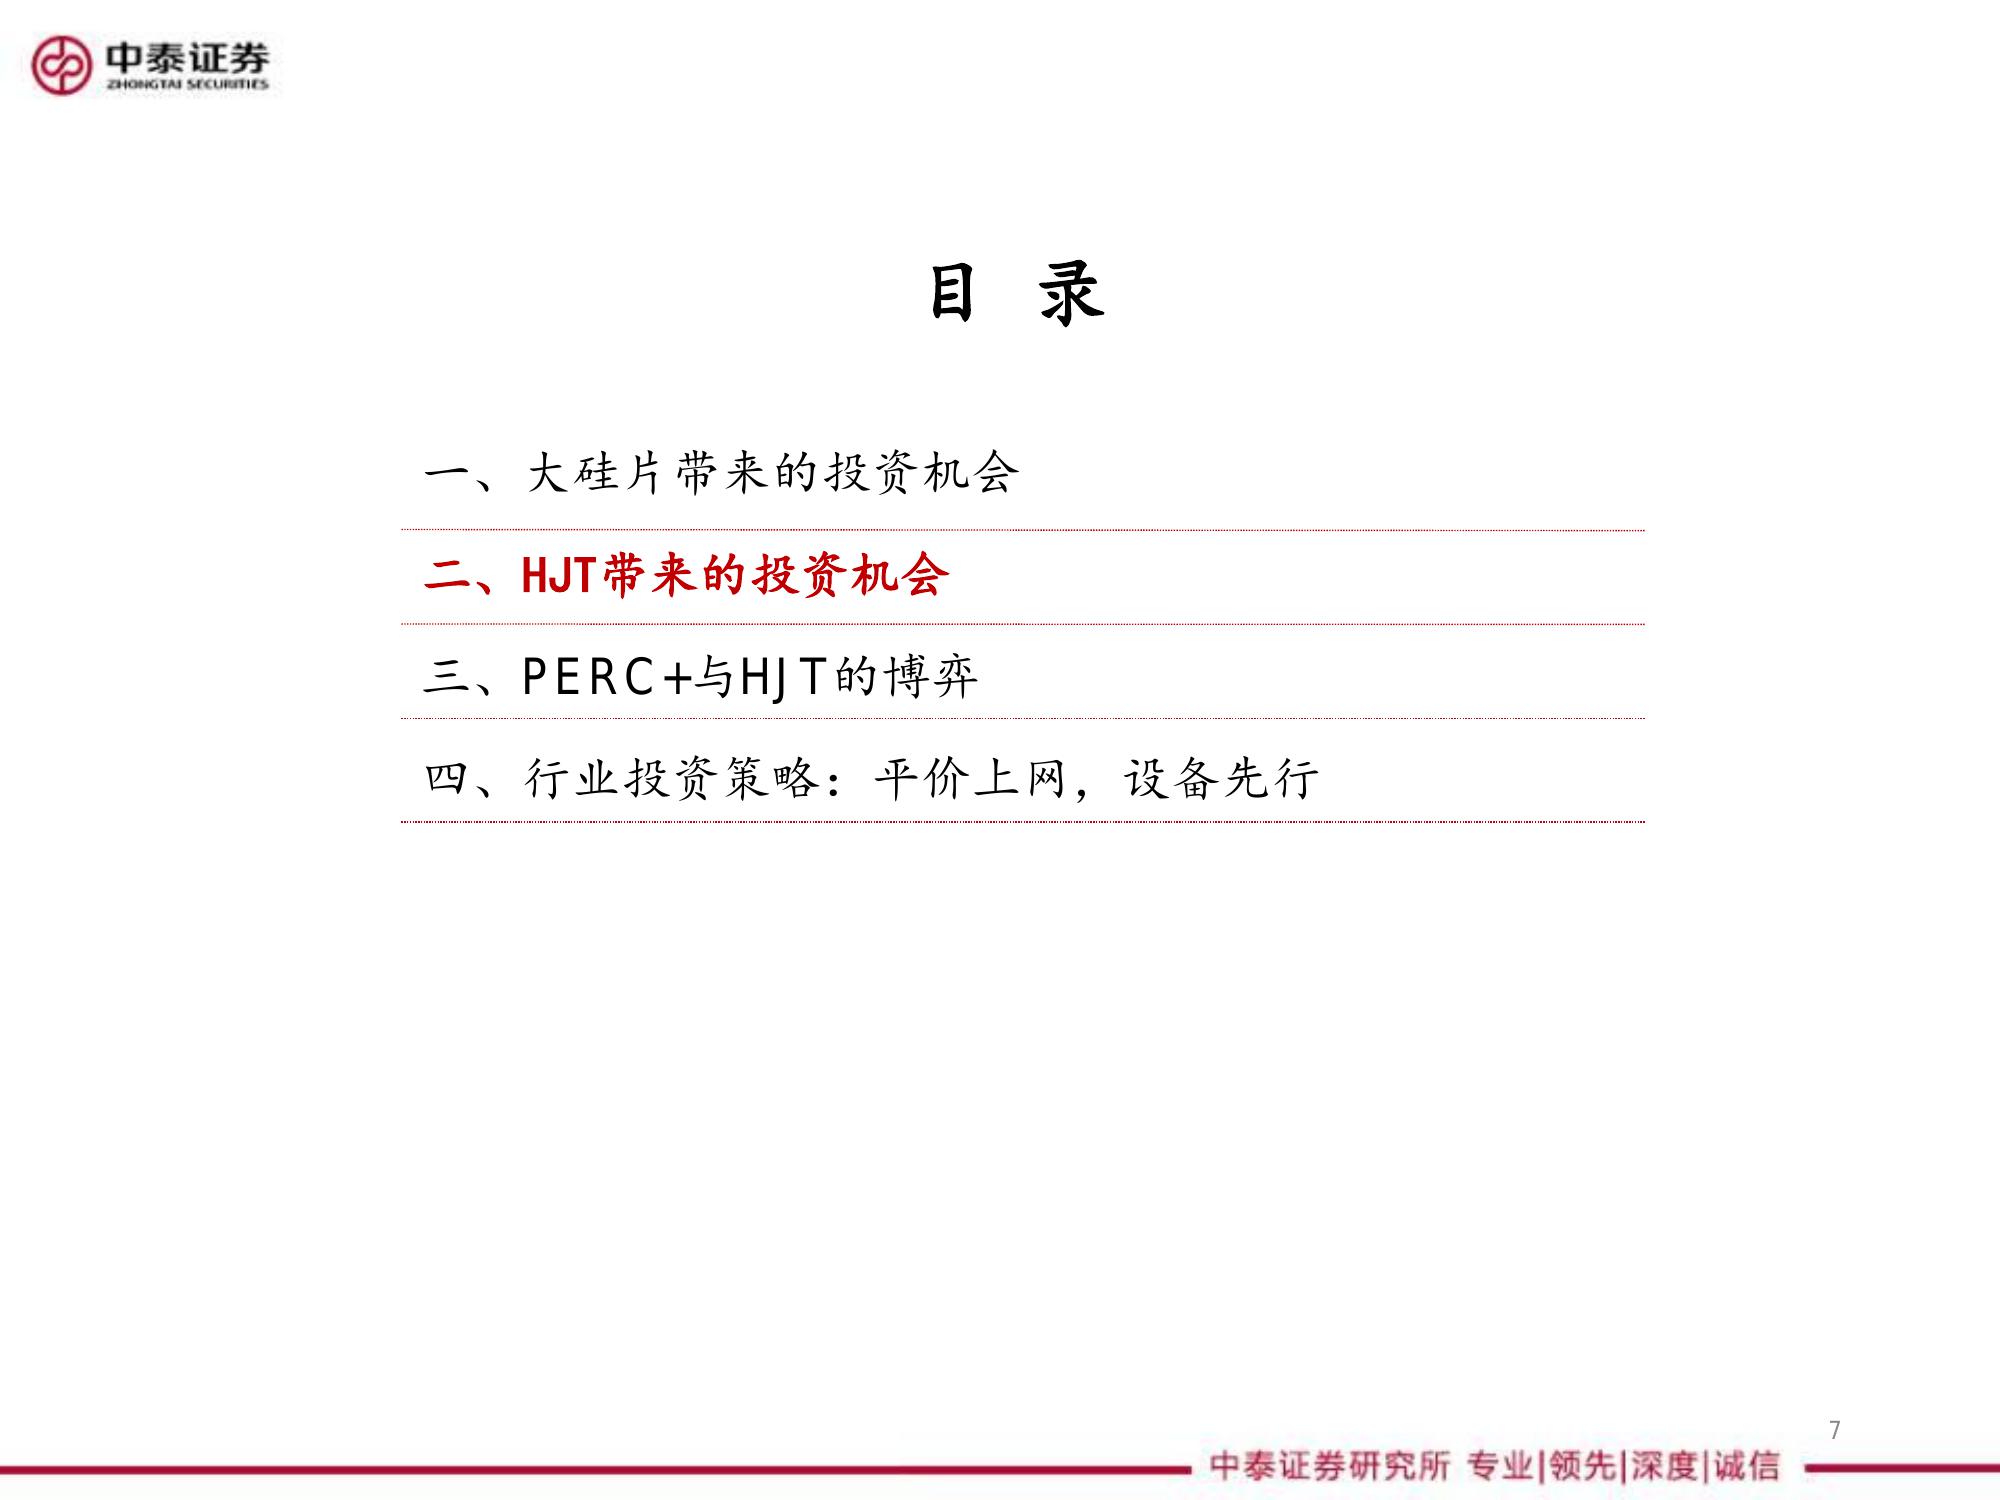 中泰证券
ZHONGTAI SECURITIES
目 录
一、大硅片带来的投资机会
二、HJT带来的投资机会
三、PERC+与HJT的博弈
四、行业投资策略：平价上网，设备先行
7
中泰证券研究所 专业|领先|深度|诚信